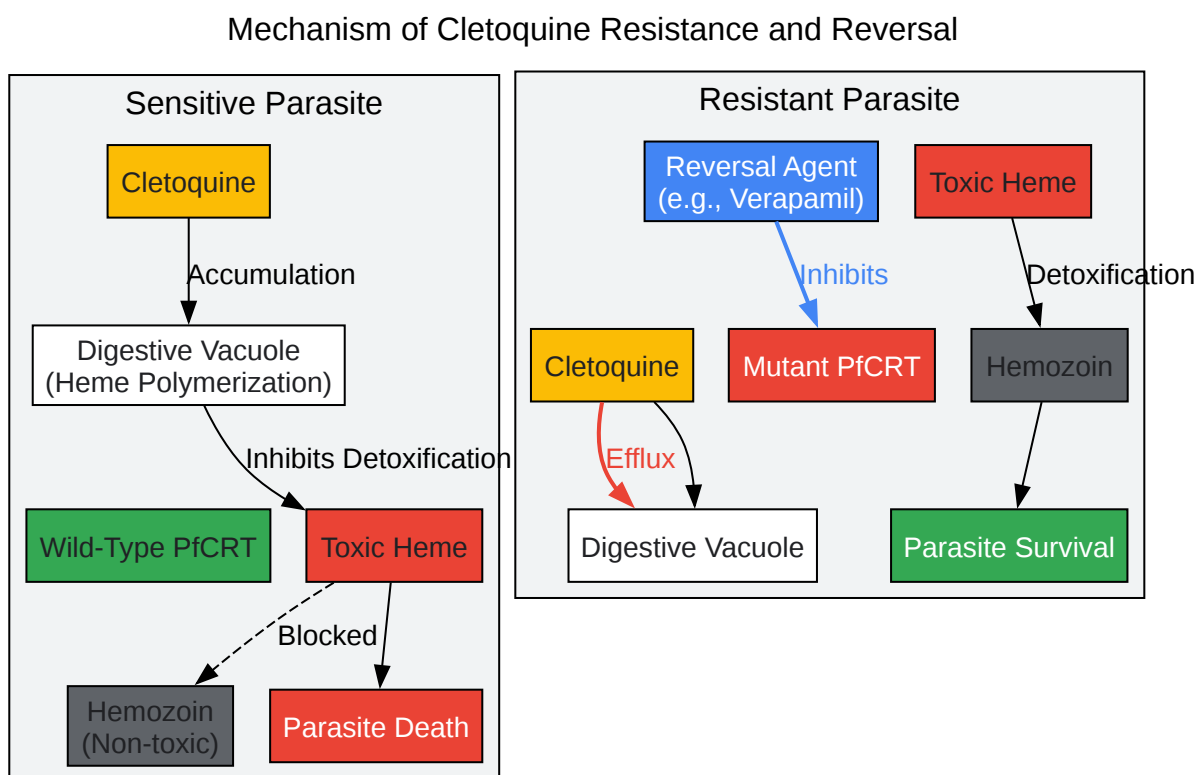 Mechanism of Cletoquine Resistance and Reversal
Sensitive Parasite
Cletoquine
Accumulation
Digestive Vacuole
(Heme Polymerization)
Inhibits Detoxification
Wild-Type PfCRT
Toxic Heme
Blocked
Hemozoin
(Non-toxic)
Parasite Death
Resistant Parasite
Reversal Agent
(e.g., Verapamil)
Toxic Heme
Inhibits
Detoxification
Cletoquine
Mutant PfCRT
Hemozoin
Efflux
Digestive Vacuole
Parasite Survival